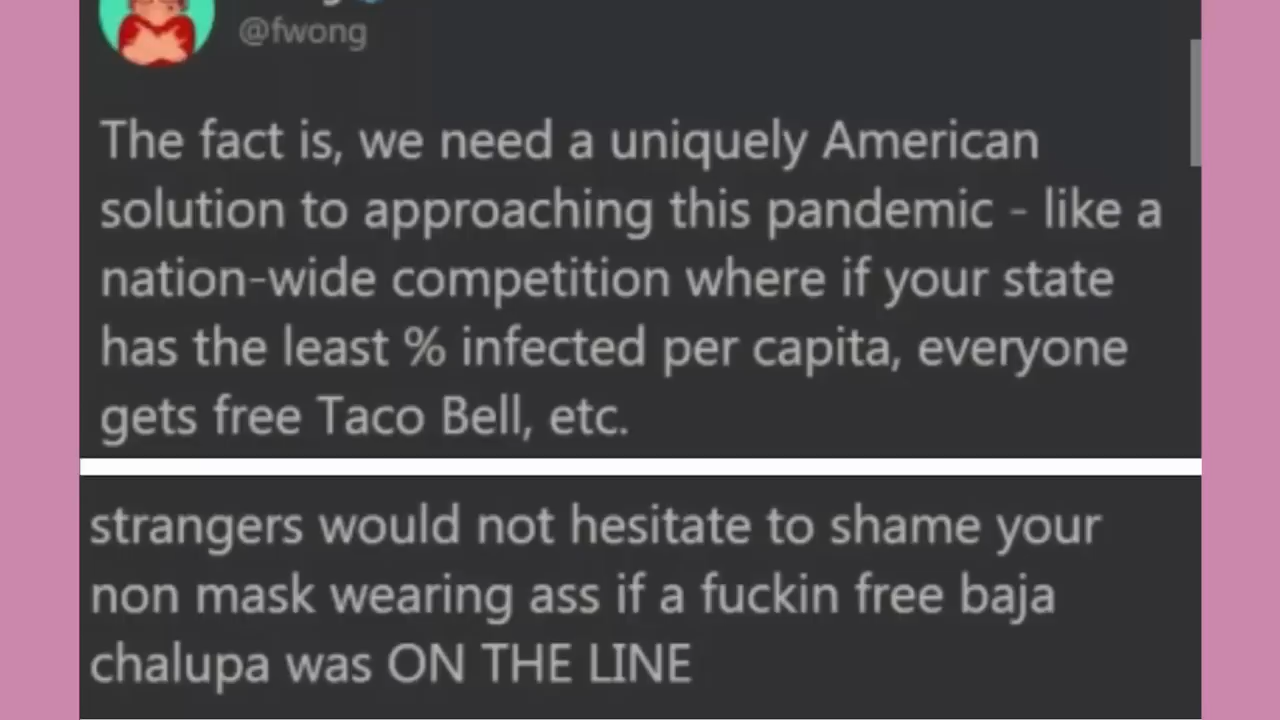 @fwong
The fact is, we need a uniquely American
solution to approaching this pandemic - like a
nation-wide competition where if your state
has the least % infected per capita, everyone
gets free Taco Bell, etc.
strangers would not hesitate to shame your
non mask wearing ass if a fuckin free baja
chalupa was ON THE LINE